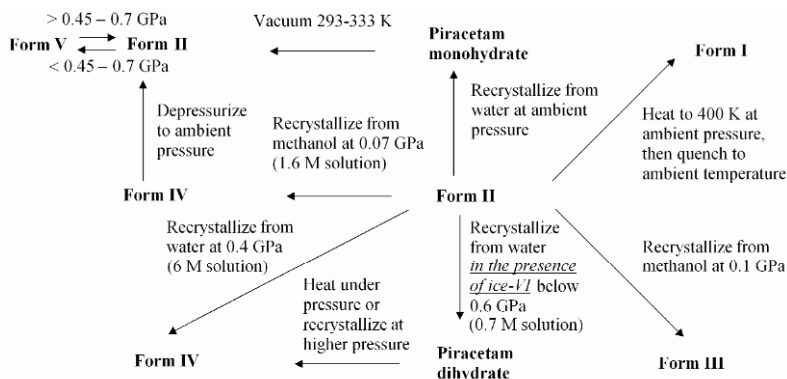 > 0.45 – 0.7 GPa
Form V
Form II
< 0.45 – 0.7 GPa
Vacuum 293-333 K
Piracetam
monohydrate
Form I
Depressurize
to ambient
pressure
Recrystallize from
methanol at 0.07 GPa
(1.6 M solution)
Recrystallize from
water at ambient
pressure
Heat to 400 K at
ambient pressure,
then quench to
ambient temperature
Form IV
Form II
Recrystallize from
water at 0.4 GPa
(6 M solution)
Recrystallize
from water
in the presence
of ice-VI below
0.6 GPa
(0.7 M solution)
Recrystallize from
methanol at 0.1 GPa
Heat under
pressure or
recrystallize at
higher pressure
Form IV
Piracetam
dihydrate
Form III